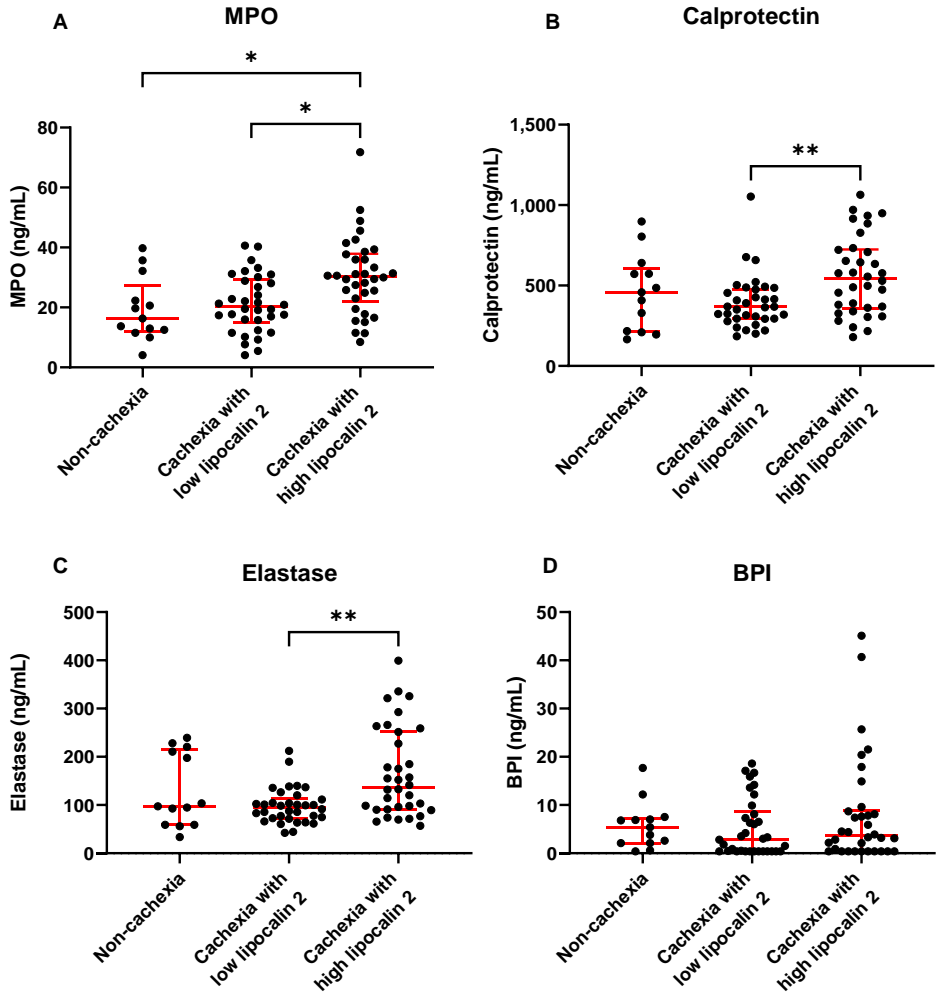 A
MPO
*
*
80
60
40
20
0
MPO (ng/mL)
Non-cachexia
Cachexia with
low lipocalin 2
Cachexia with
high lipocalin 2
B
Calprotectin
**
1,500
1,000
500
0
Calprotectin (ng/mL)
Non-cachexia
Cachexia with
low lipocalin 2
Cachexia with
high lipocalin 2
C
Elastase
**
500
400
300
200
100
0
Elastase (ng/mL)
Non-cachexia
Cachexia with
low lipocalin 2
Cachexia with
high lipocalin 2
D
BPI
50
40
30
20
10
0
BPI (ng/mL)
Non-cachexia
Cachexia with
low lipocalin 2
Cachexia with
high lipocalin 2